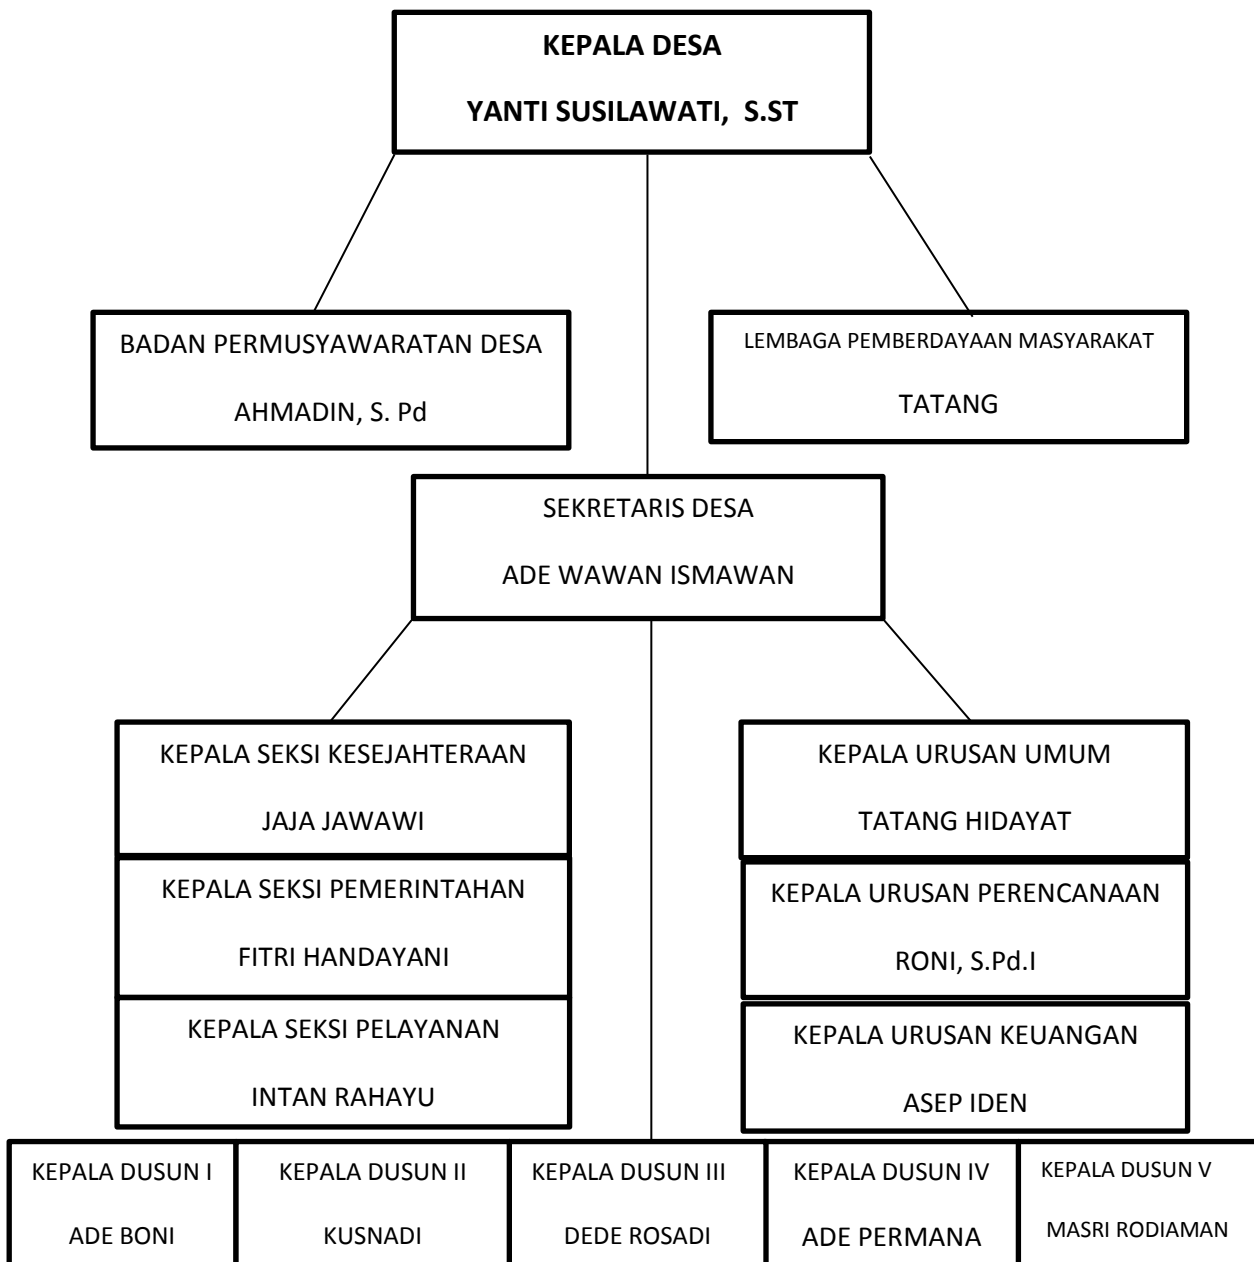 KEPALA DESA
YANTI SUSILAWATI, S.ST
BADAN PERMUSYAWARATAN DESA
AHMADIN, S. Pd
LEMBAGA PEMBERDAYAAN MASYARAKAT
TATANG
SEKRETARIS DESA
ADE WAWAN ISMAWAN
KEPALA SEKSI KESEJAHTERAAN
JAJA JAWAWI
KEPALA SEKSI PEMERINTAHAN
FITRI HANDAYANI
KEPALA SEKSI PELAYANAN
INTAN RAHAYU
KEPALA URUSAN UMUM
TATANG HIDAYAT
KEPALA URUSAN PERENCANAAN
RONI, S.Pd.I
KEPALA URUSAN KEUANGAN
ASEP IDEN
KEPALA DUSUN I
ADE BONI
KEPALA DUSUN II
KUSNADI
KEPALA DUSUN III
DEDE ROSADI
KEPALA DUSUN IV
ADE PERMANA
KEPALA DUSUN V
MASRI RODIAMAN